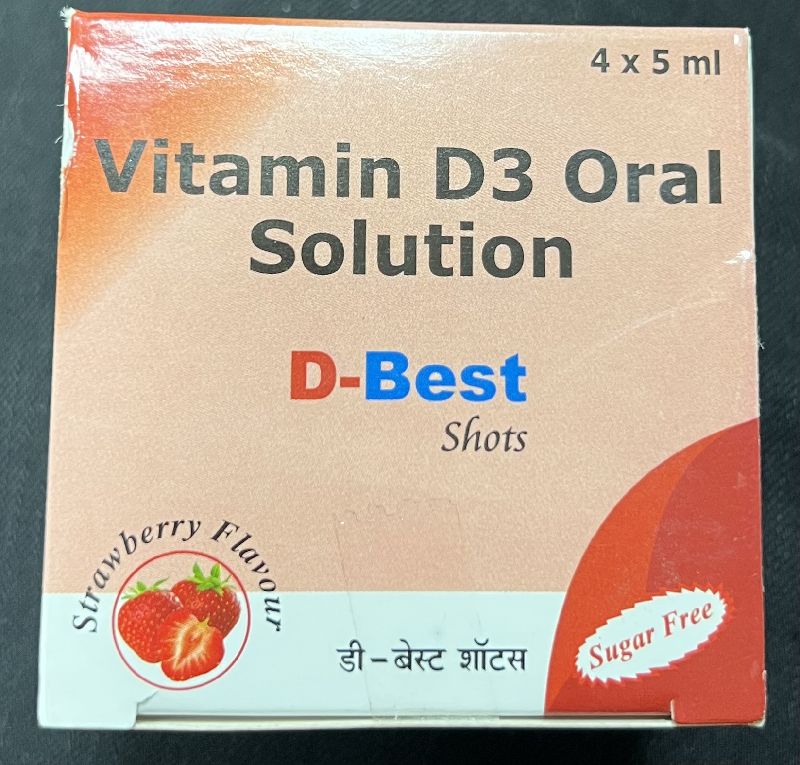 4 x 5 ml
Vitamin D3 Oral
Solution
D-Best
Shots
Strawberry Flavour
डी – बेस्ट शॉटस
Sugar Free